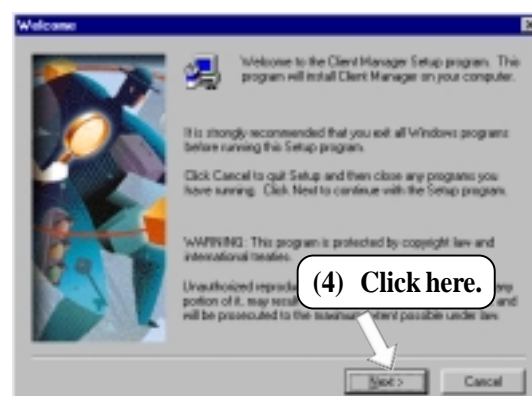 Welcome
Welcome to the Client Manager Setup program. This
program will install Client Manager on your computer.
It is strongly recommended that you exit all Windows programs
before running this Setup program.
Click Cancel to quit Setup and then close any programs you
have running. Click Next to continue with the Setup program.
WARNING: This program is protected by copyright law and
international treaties.
Unauthorized any
portion of it, may and
will be prosecuted to the maximum extent possible under law.
(4) Click here.
Next >
Cancel